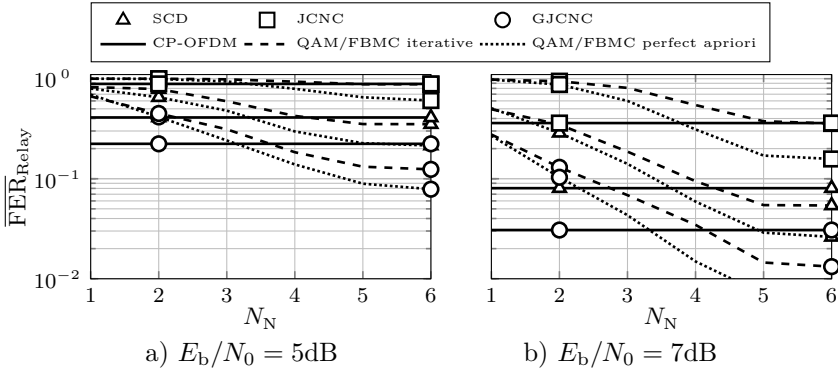 SCD JCNC GJCNC
CP-OFDM QAM/FBMC iterative QAM/FBMC perfect apriori
FER_Relay
10^0
10^-1
10^-2
1 2 3 4 5 6 1 2 3 4 5 6
N_N N_N
a) E_b/N_0 = 5dB b) E_b/N_0 = 7dB